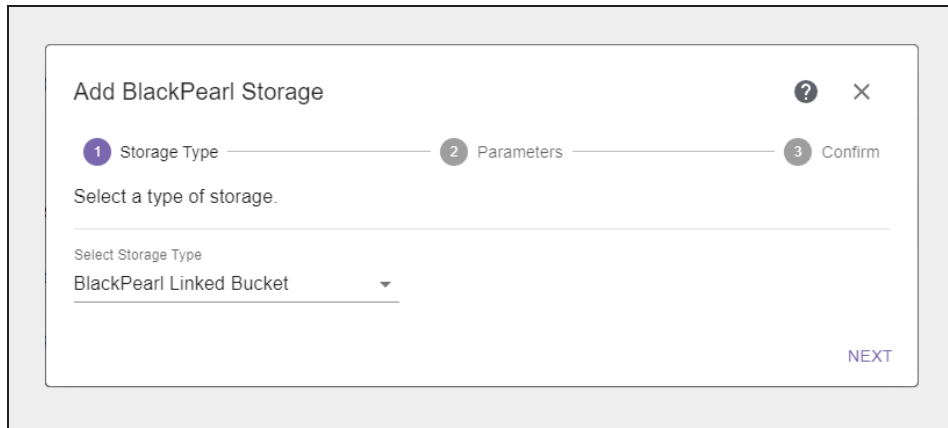 Add BlackPearl Storage ?
1 Storage Type 2 Parameters 3 Confirm
Select a type of storage.
Select Storage Type
BlackPearl Linked Bucket
NEXT